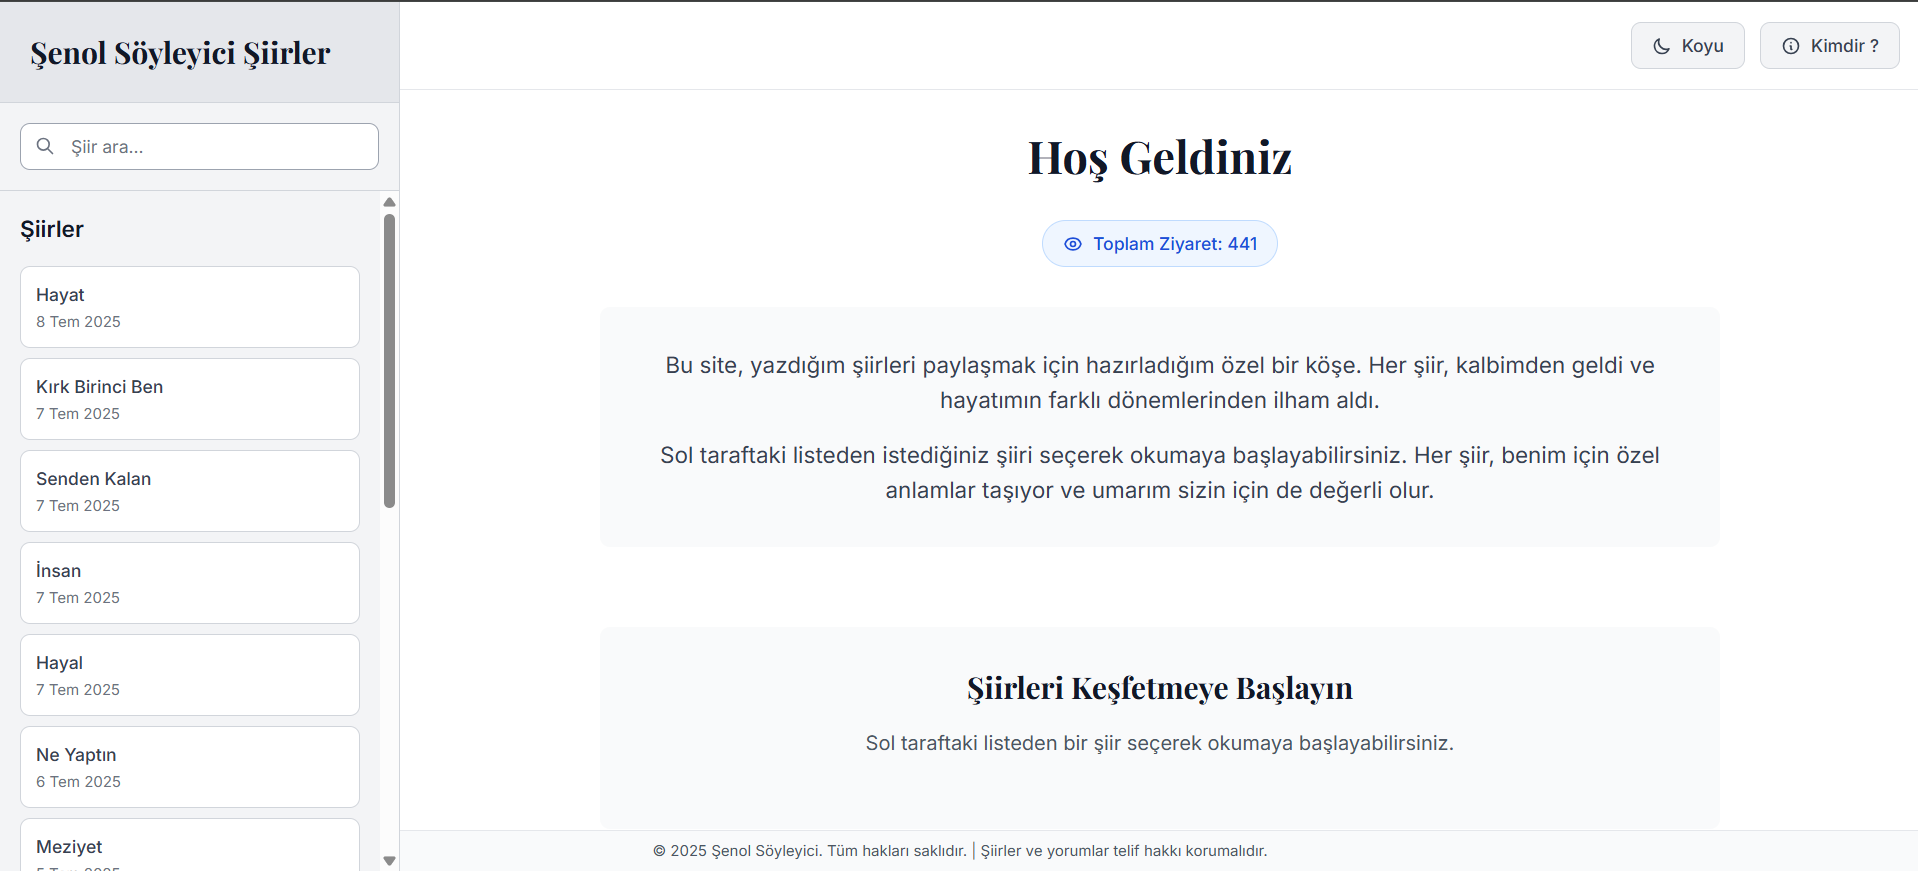 Şenol Söyleyici Şiirler
Şiir ara...
Şiirler
Hayat
8 Tem 2025
Kırk Birinci Ben
7 Tem 2025
Senden Kalan
7 Tem 2025
İnsan
7 Tem 2025
Hayal
7 Tem 2025
Ne Yaptın
6 Tem 2025
Meziyet
Koyu
Kimdir ?
Hoş Geldiniz
Toplam Ziyaret: 441
Bu site, yazdığım şiirleri paylaşmak için hazırladığım özel bir köşe. Her şiir, kalbimden geldi ve
hayatımın farklı dönemlerinden ilham aldı.
Sol taraftaki listeden istediğiniz şiiri seçerek okumaya başlayabilirsiniz. Her şiir, benim için özel
anlamlar taşıyor ve umarım sizin için de değerli olur.
Şiirleri Keşfetmeye Başlayın
Sol taraftaki listeden bir şiir seçerek okumaya başlayabilirsiniz.
© 2025 Şenol Söyleyici. Tüm hakları saklıdır. | Şiirler ve yorumlar telif hakkı korumalıdır.